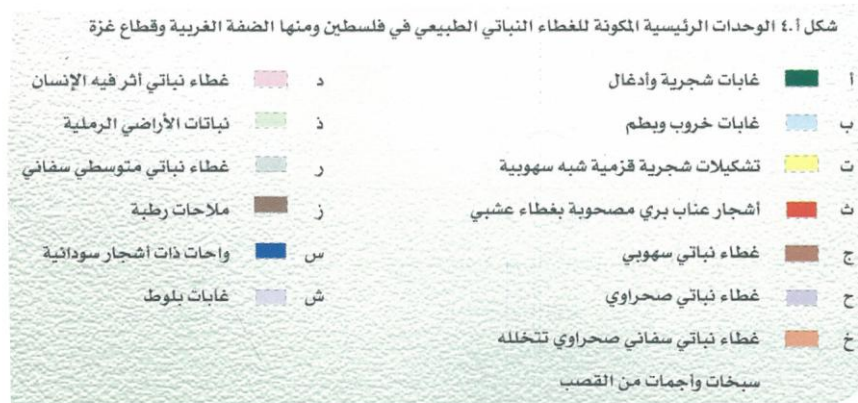 شكل أ.٤ الوحدات الرئيسية المكونة للغطاء النباتي الطبيعي في فلسطين ومنها الضفة الغربية وقطاع غزة
أ غابات شجرية وأدغال
ب غابات خروب وبطم
ت تشكيلات شجرية قزمية شبه سهوبية
ث أشجار عناب بري مصحوبة بغطاء عشبي
ج غطاء نباتي سهوبي
ح غطاء نباتي صحراوي
خ غطاء نباتي سفاني صحراوي تتخلله
سبخات وأجمات من القصب
د غطاء نباتي أثر فيه الإنسان
ذ نباتات الأراضي الرملية
ر غطاء نباتي متوسطي سفاني
ز ملاحات رطبة
س واحات ذات أشجار سودانية
ش غابات بلوط